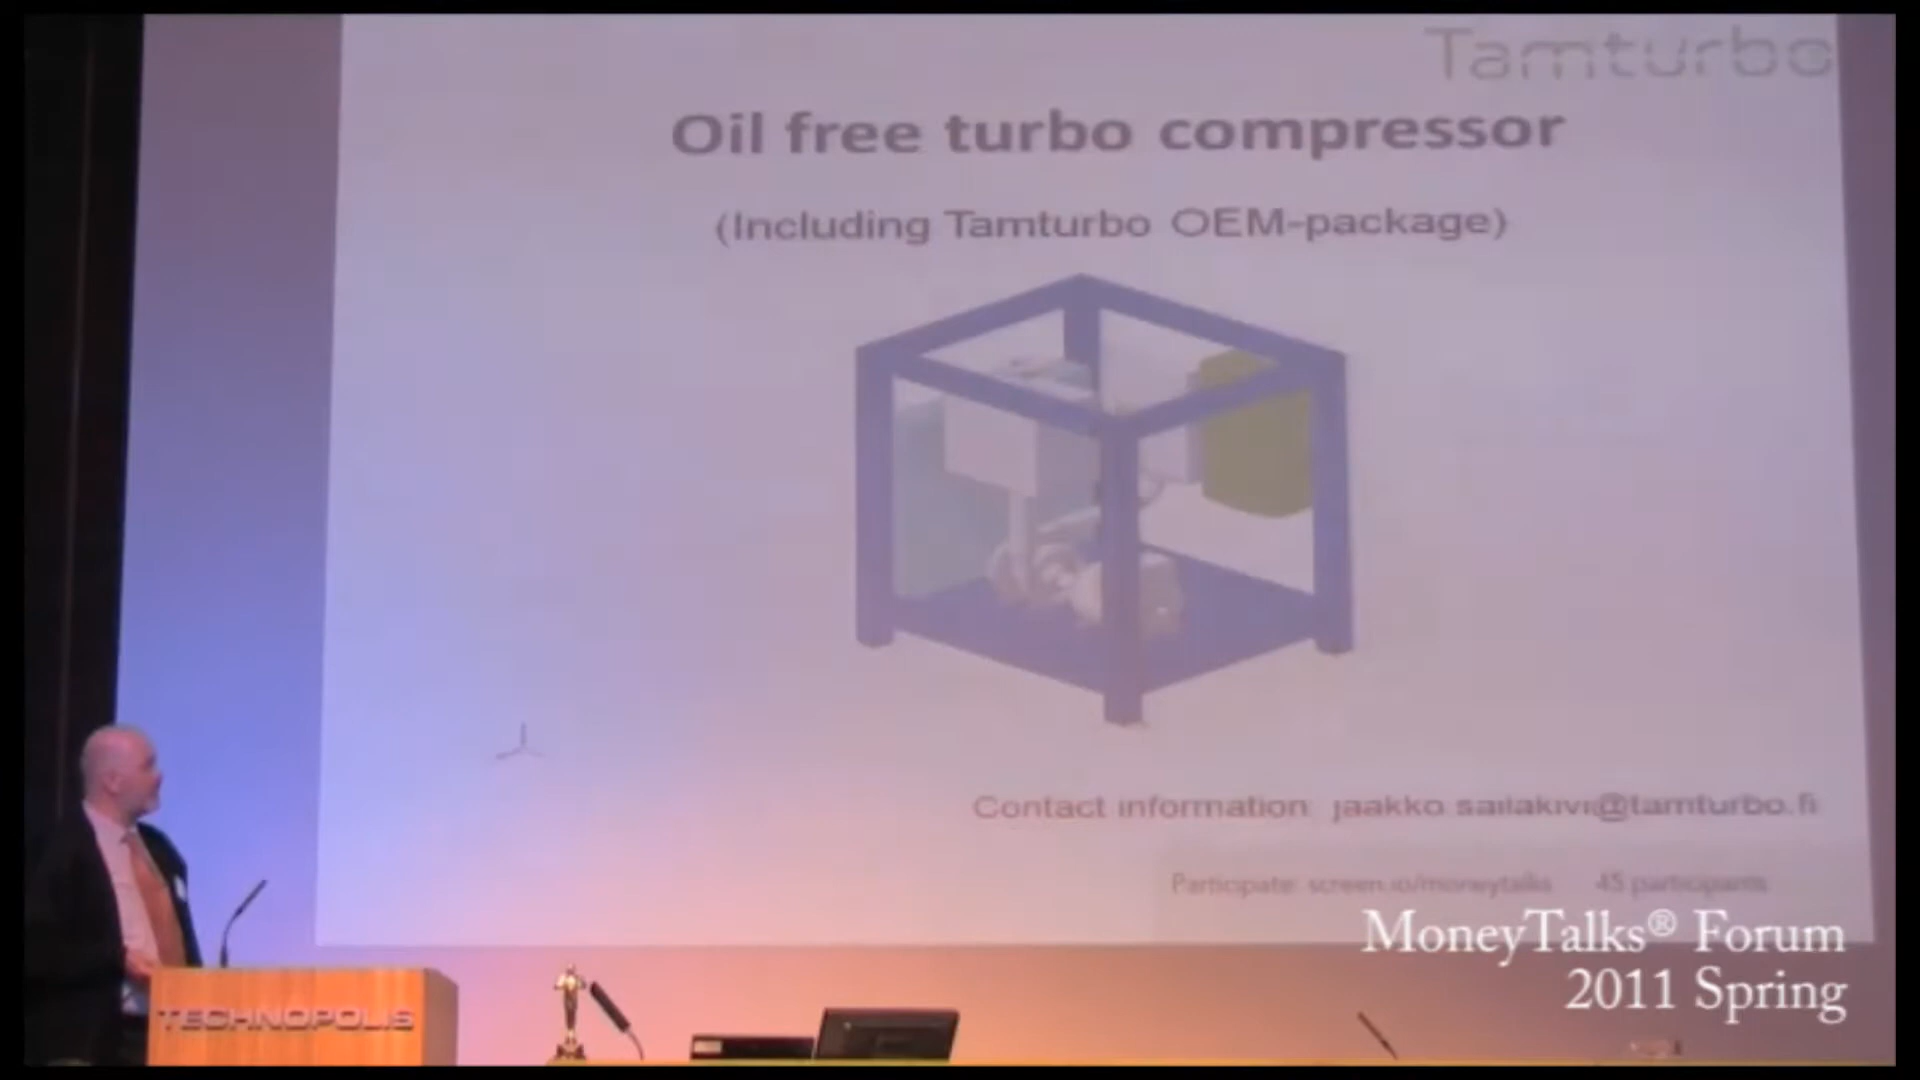 Tamturbo
Oil free turbo compressor
(Including Tamturbo OEM-package)
Contact information: jaakko.sailakivi@tamturbo.fi
Participate: screen.io/moneytalks 45 participants
MoneyTalks® Forum
2011 Spring
TECHNOPOLIS